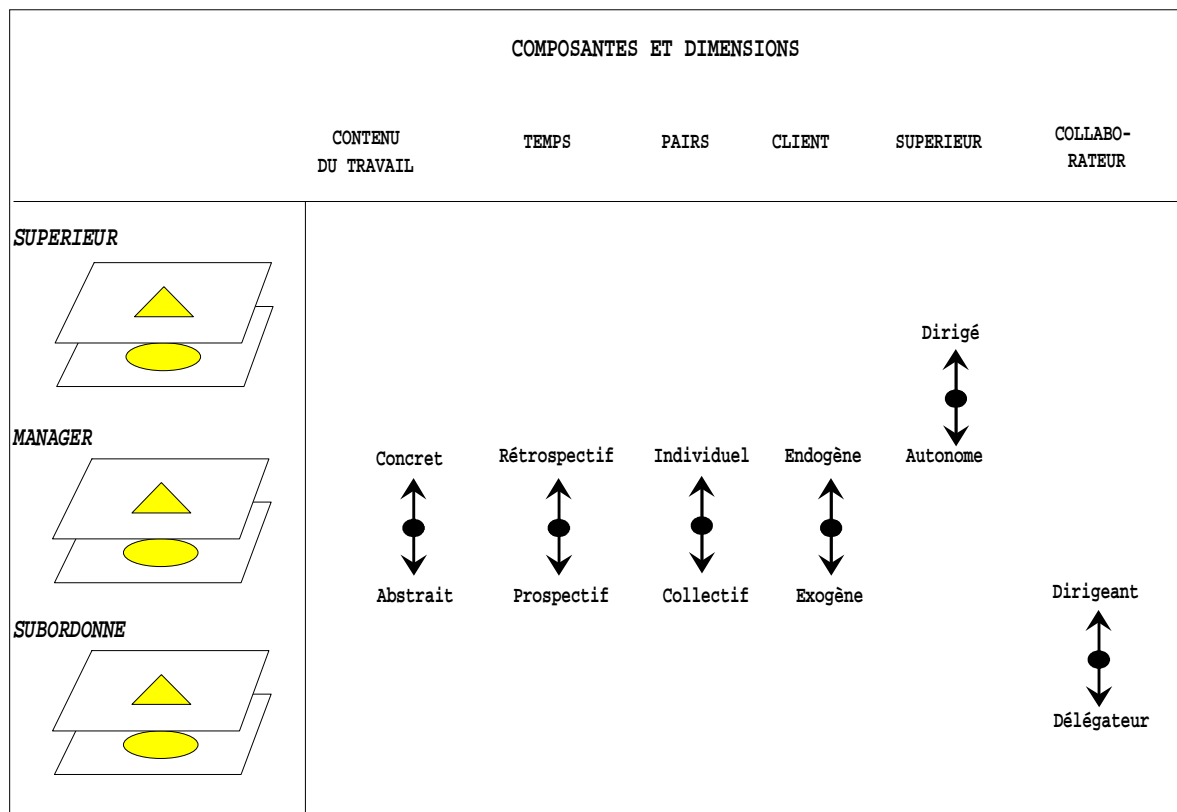 COMPOSANTES ET DIMENSIONS
CONTENU
DU TRAVAIL
TEMPS
PAIRS
CLIENT
SUPERIEUR
COLLABO-
RATEUR
SUPERIEUR
Dirigé
MANAGER
Concret
Rétrospectif
Individuel
Endogène
Autonome
Abstrait
Prospectif
Collectif
Exogène
Dirigeant
SUBORDONNE
Délégateur